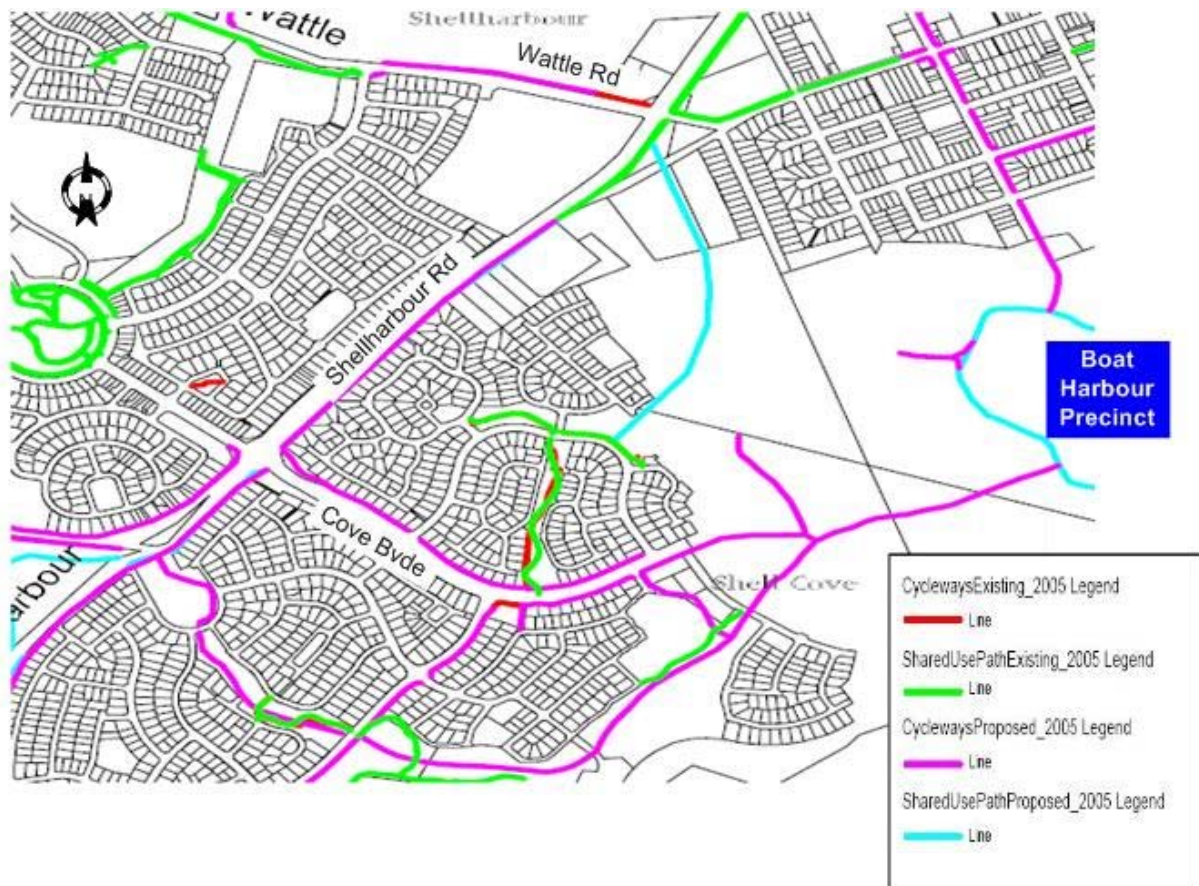 Shellharbour
Wattle
Wattle Rd
N
Shellharbour Rd
Cove Bvde
arbour
Shell Cove
Boat
Harbour
Precinct
CyclewaysExisting_2005 Legend
Line
SharedUsePathExisting_2005 Legend
Line
CyclewaysProposed_2005 Legend
Line
SharedUsePathProposed_2005 Legend
Line